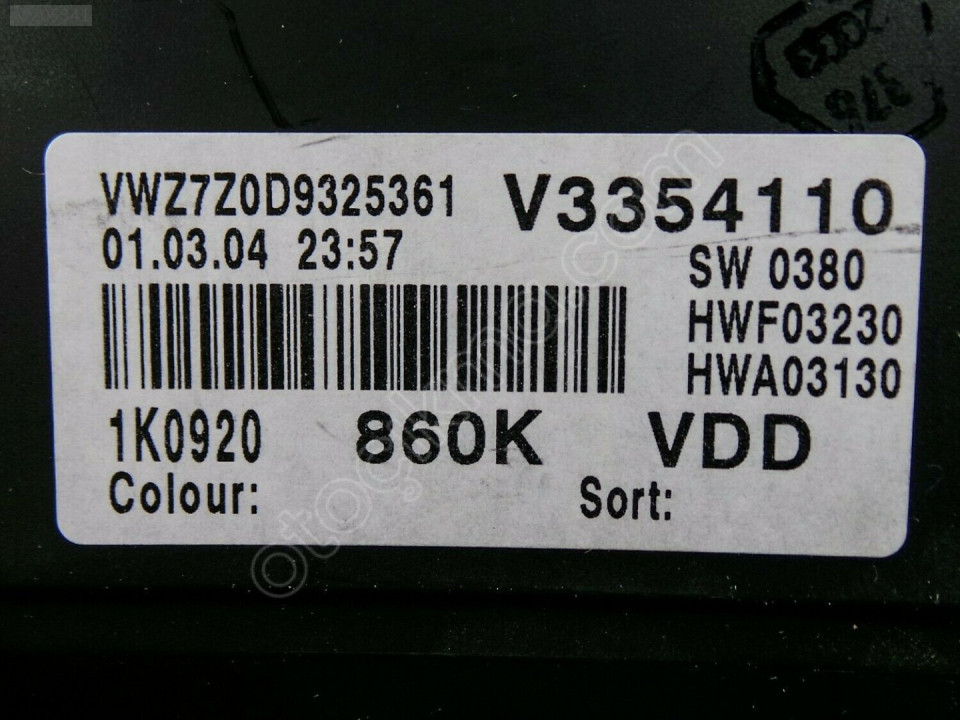 VWZ7Z0D9325361 V3354110
01.03.04 23:57
SW 0380
HWF03230
HWA03130
1K0920 860K VDD
Colour: Sort: